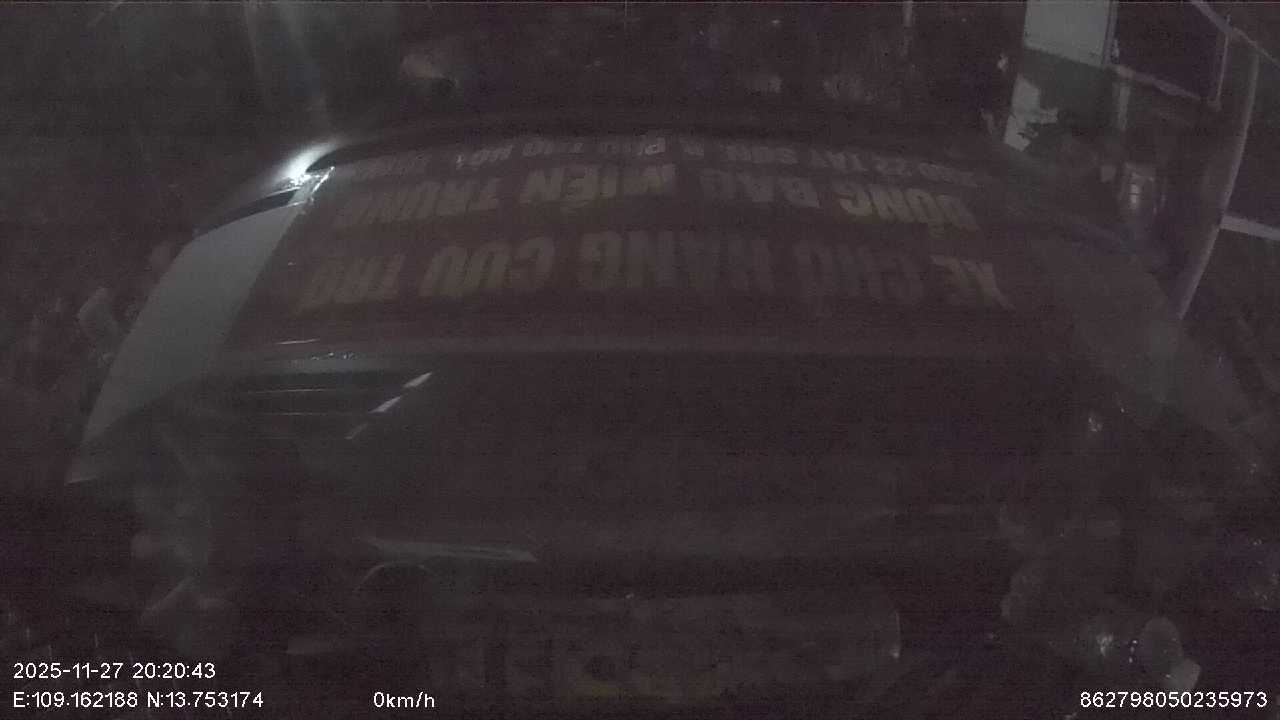 XE CHỞ HÀNG CỨU TRỢ
ĐỒNG BÀO MIỀN TRUNG
2025-11-27 20:20:43
E:109.162188 N:13.753174
0km/h
862798050235973